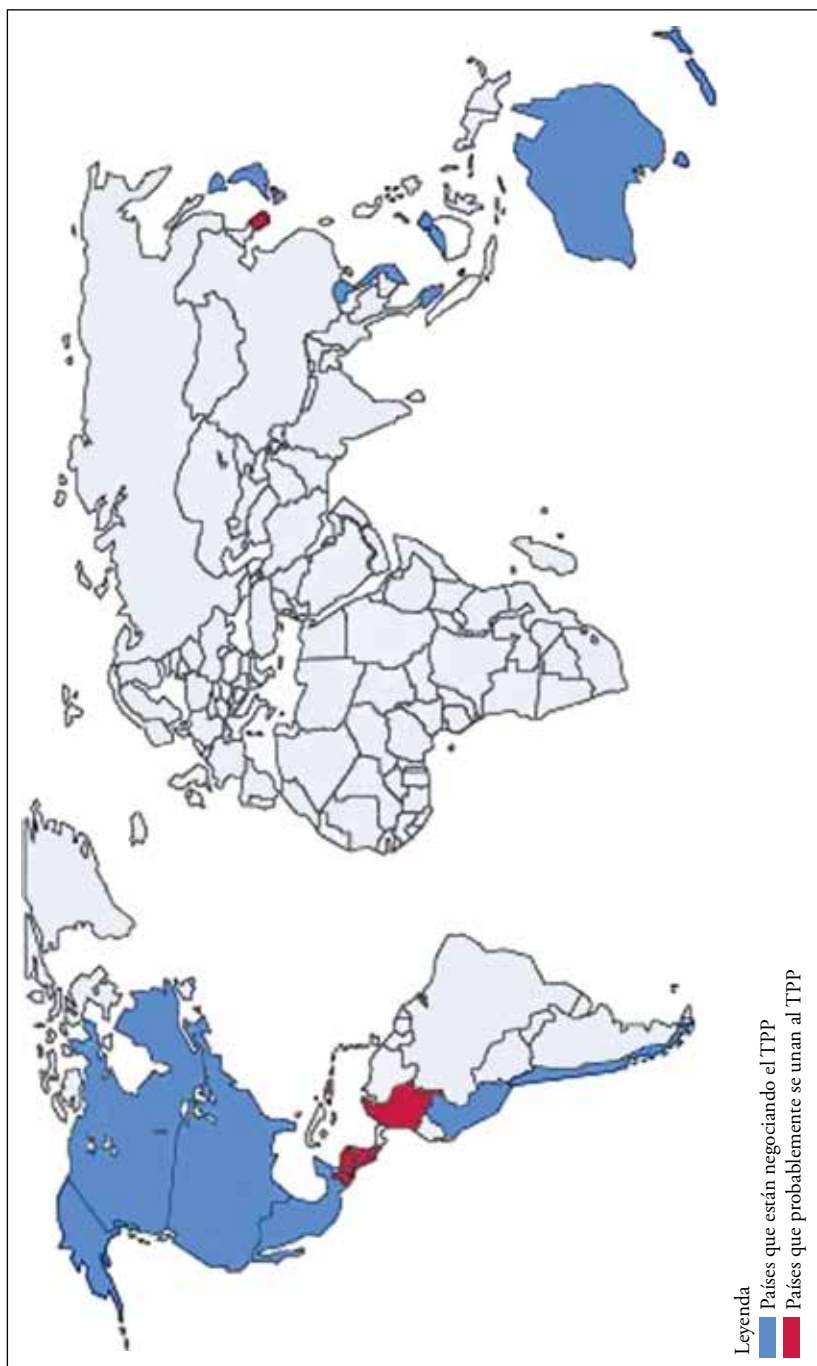 Leyenda
Países que están negociando el TPP
Países que probablemente se unan al TPP